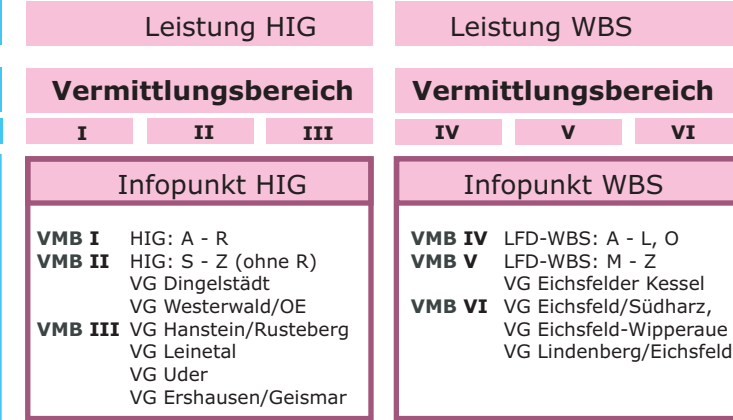 Leistung HIG
Leistung WBS
Vermittlungsbereich
Vermittlungsbereich
I II III
IV V VI
Infopunkt HIG
VMB I HIG: A - R
VMB II HIG: S - Z (ohne R)
VG Dingelstädt
VG Westerwald/OE
VMB III VG Hanstein/Rusteberg
VG Leinetal
VG Uder
VG Ershausen/Geismar
Infopunkt WBS
VMB IV LFD-WBS: A - L, O
VMB V LFD-WBS: M - Z
VG Eichsfelder Kessel
VMB VI VG Eichsfeld/Südharz,
VG Eichsfeld-Wipperaue
VG Lindenberg/Eichsfeld